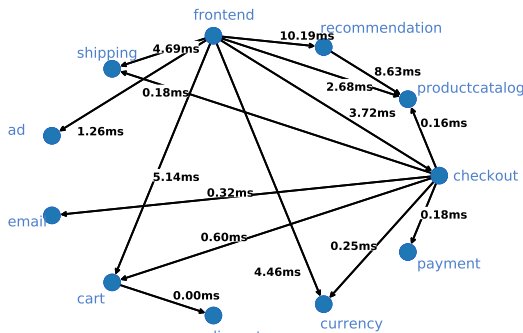 frontend
recommendation
10.19ms
shipping
4.69ms
8.63ms
2.68ms
productcatalog
0.18ms
3.72ms
0.16ms
ad
1.26ms
checkout
5.14ms
0.32ms
0.18ms
email
0.60ms
0.25ms
payment
4.46ms
cart
0.00ms
currency